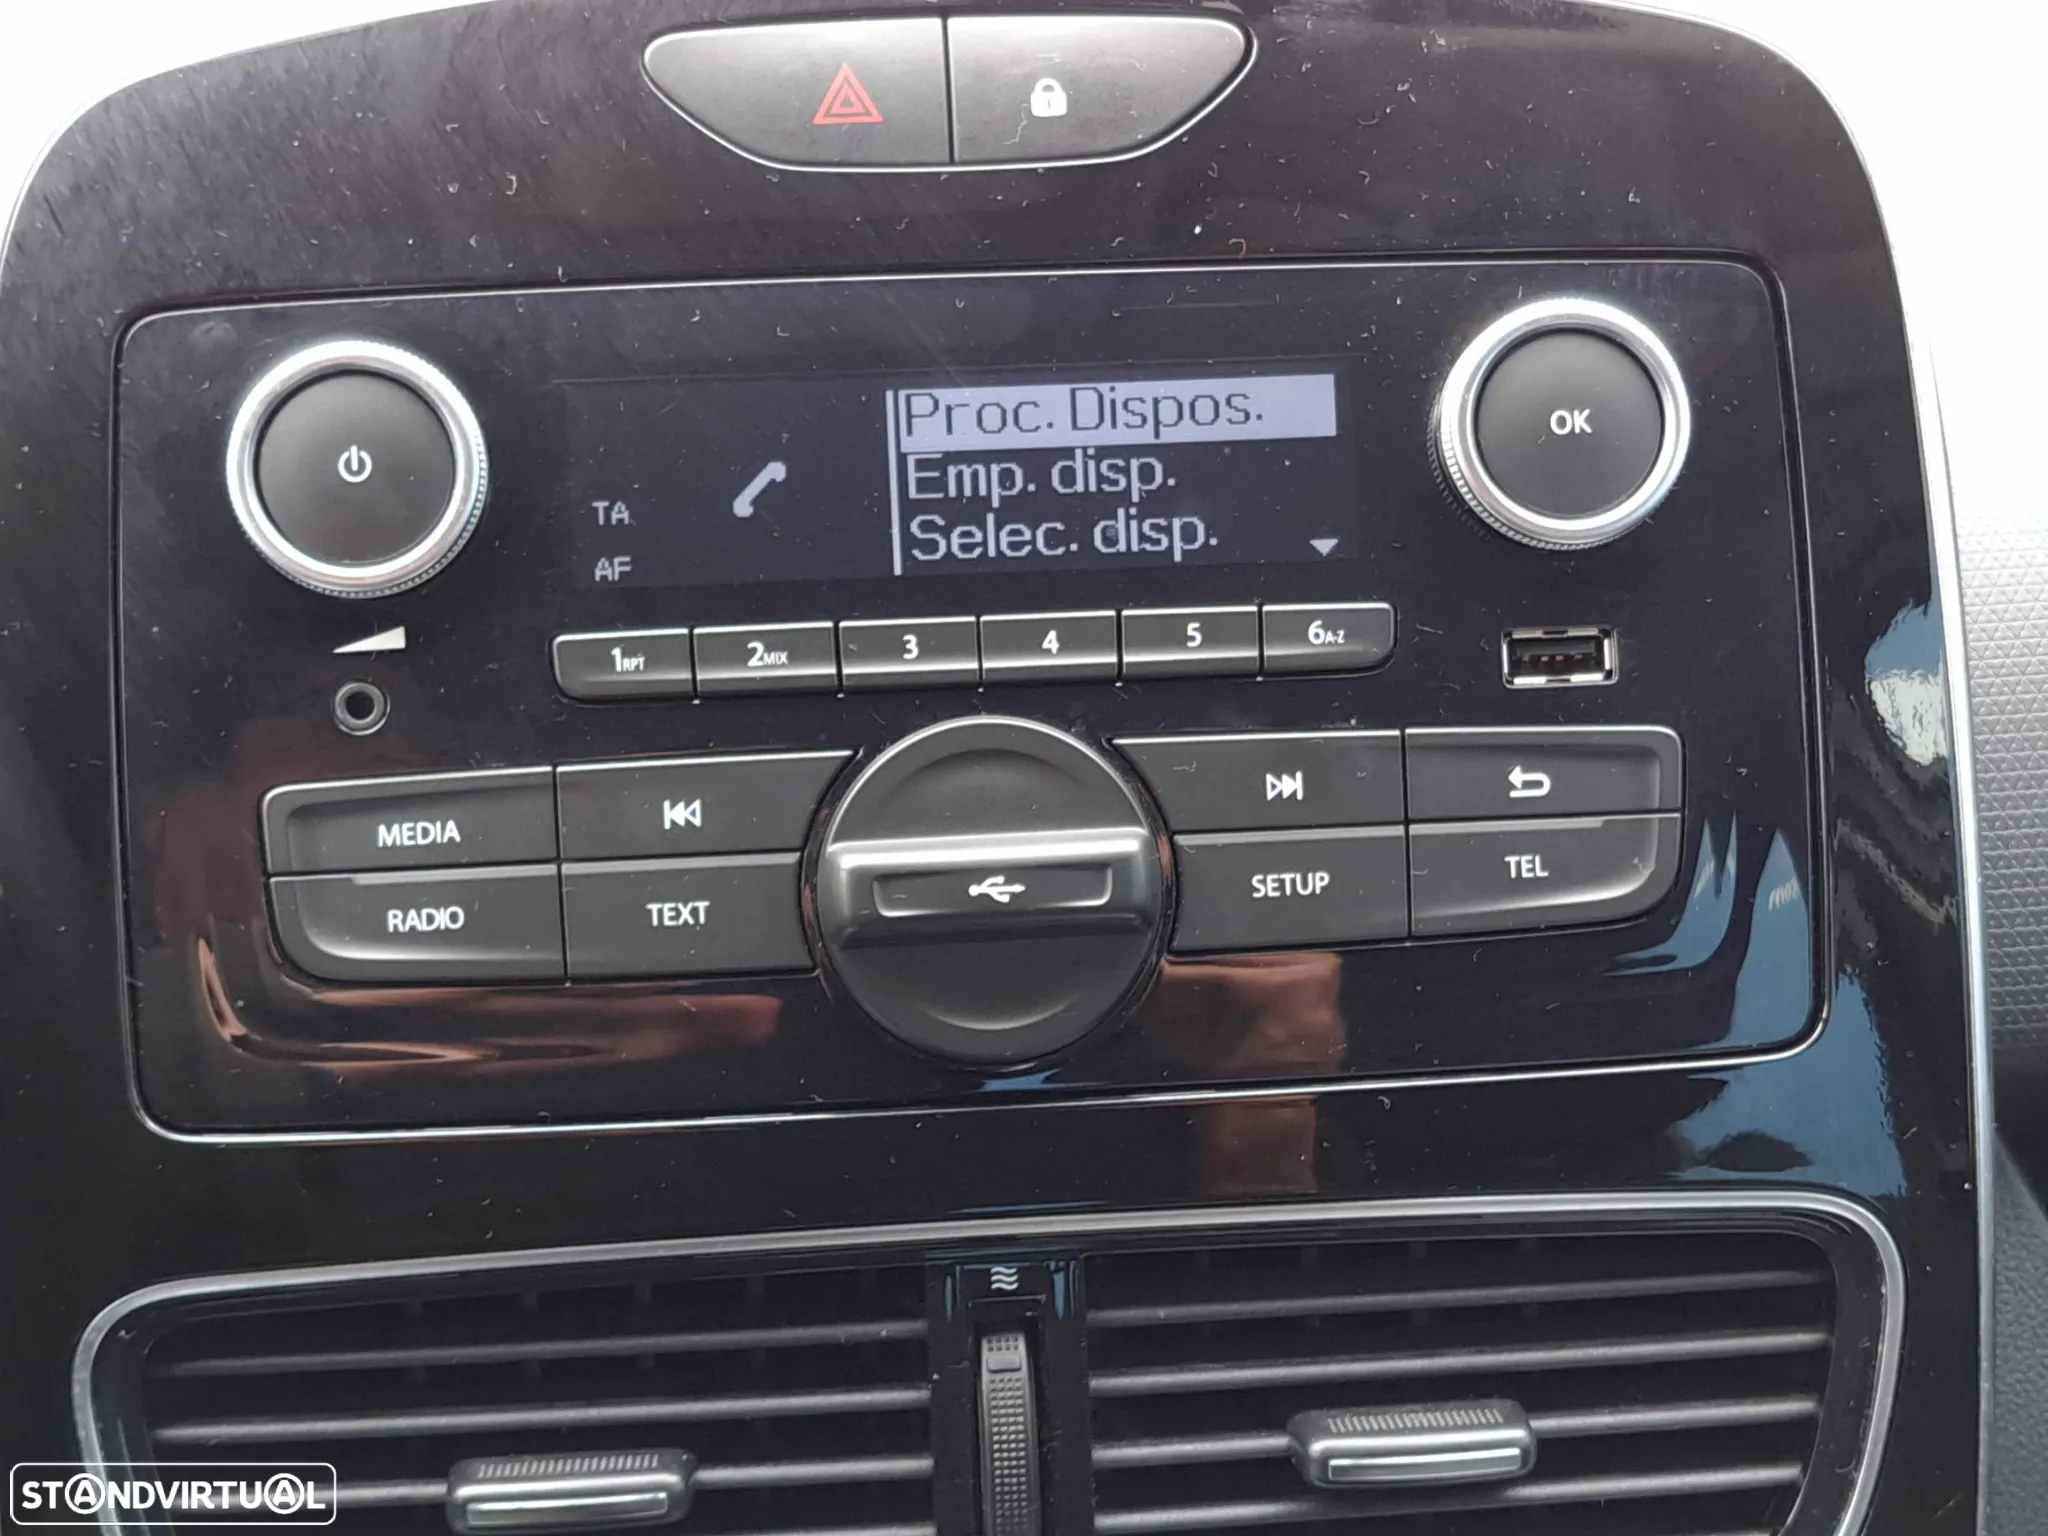 Proc. Dispos.
Emp. disp.
TA
Selec. disp.
AF
OK
1RPT
2MIX
3
4
5
6A-Z
MEDIA
RADIO
TEXT
SETUP
TEL
STANDVIRTUAL